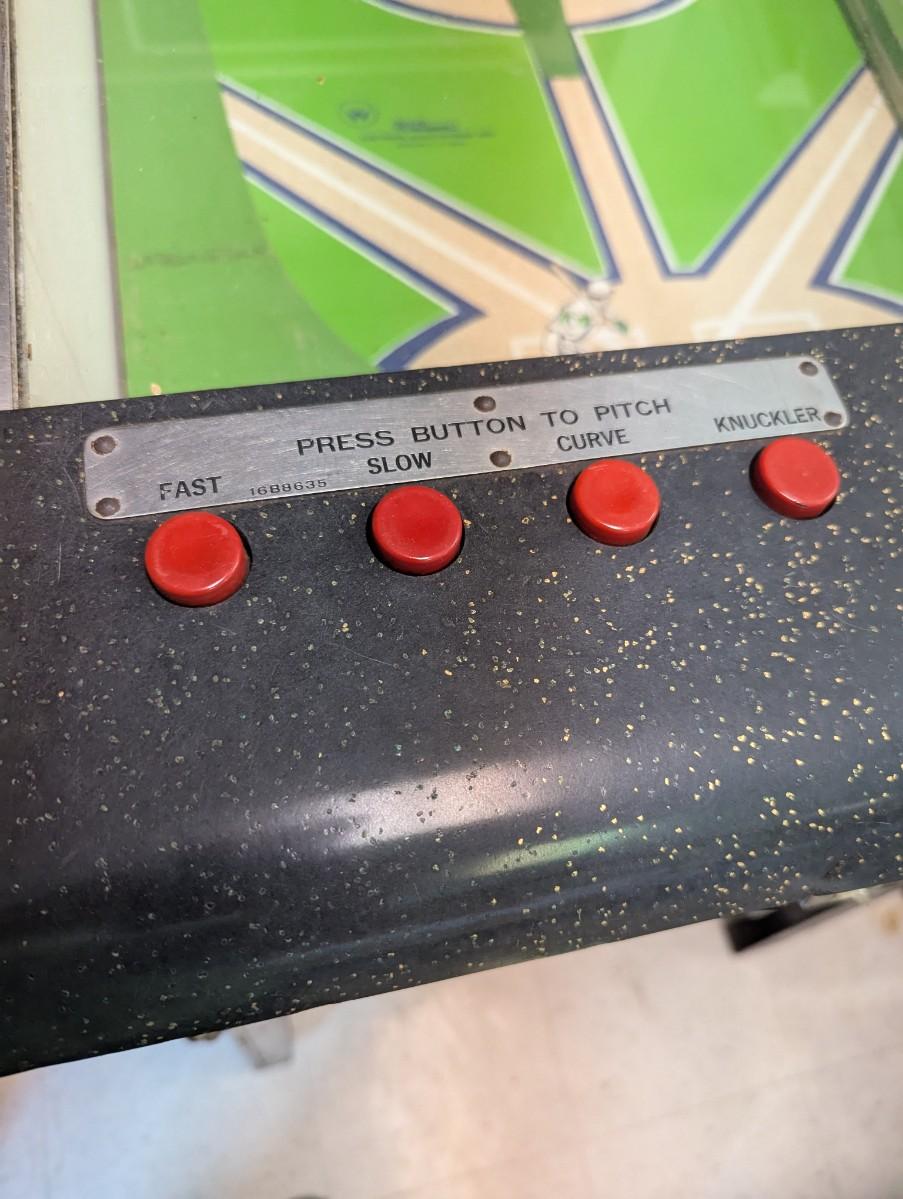 PRESS BUTTON TO PITCH
FAST
16B8635
SLOW
CURVE
KNUCKLER